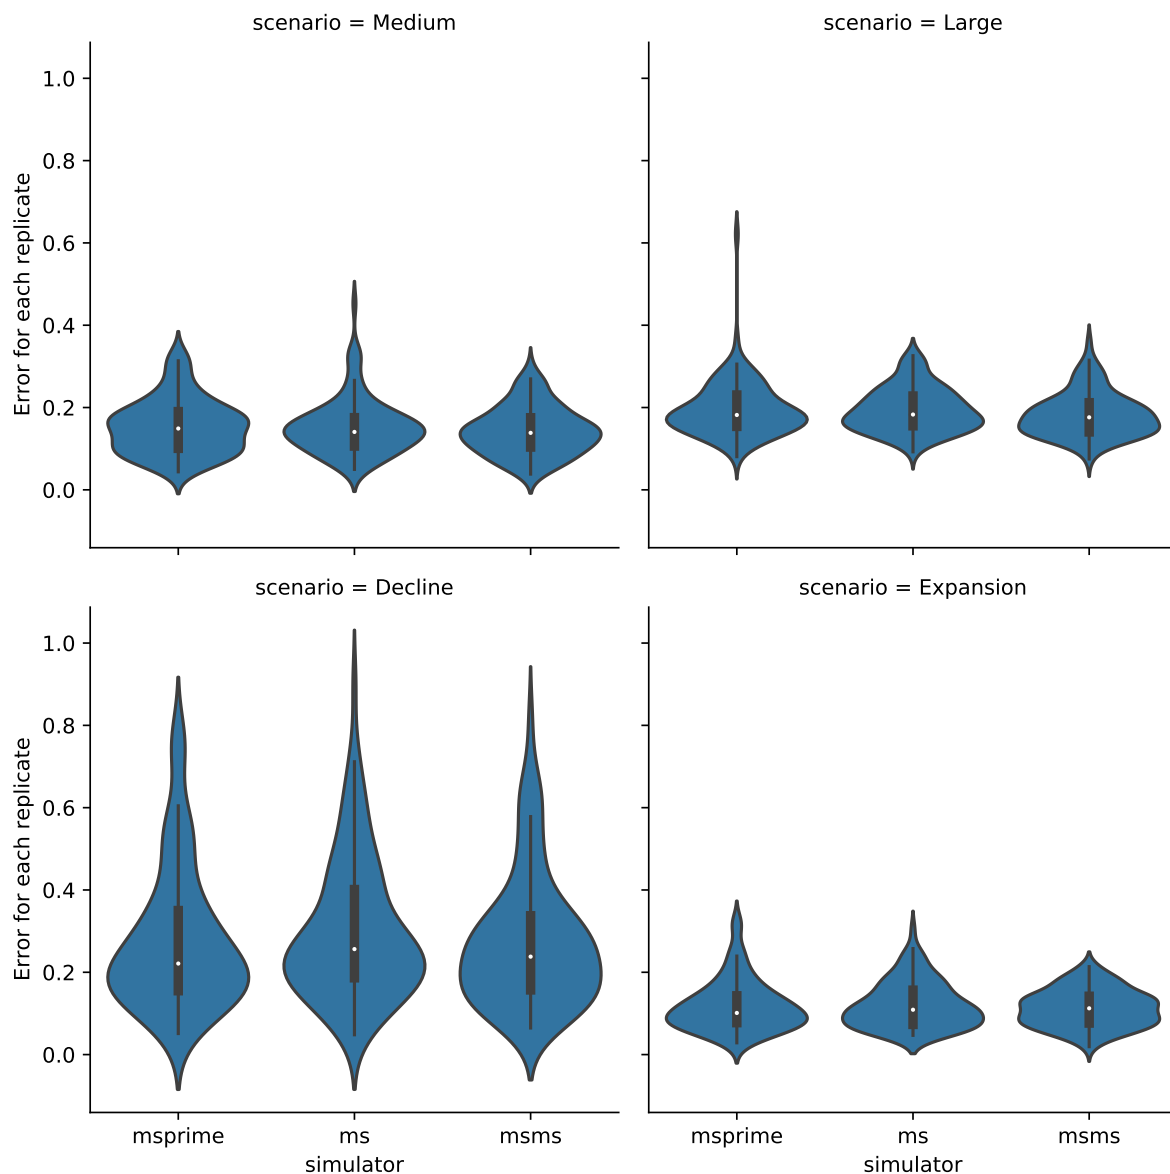 scenario = Medium
scenario = Large
1.0
0.8
0.6
0.4
0.2
0.0
Error for each replicate
scenario = Decline
scenario = Expansion
1.0
0.8
0.6
0.4
0.2
0.0
Error for each replicate
msprime ms msms
msprime ms msms
simulator
simulator